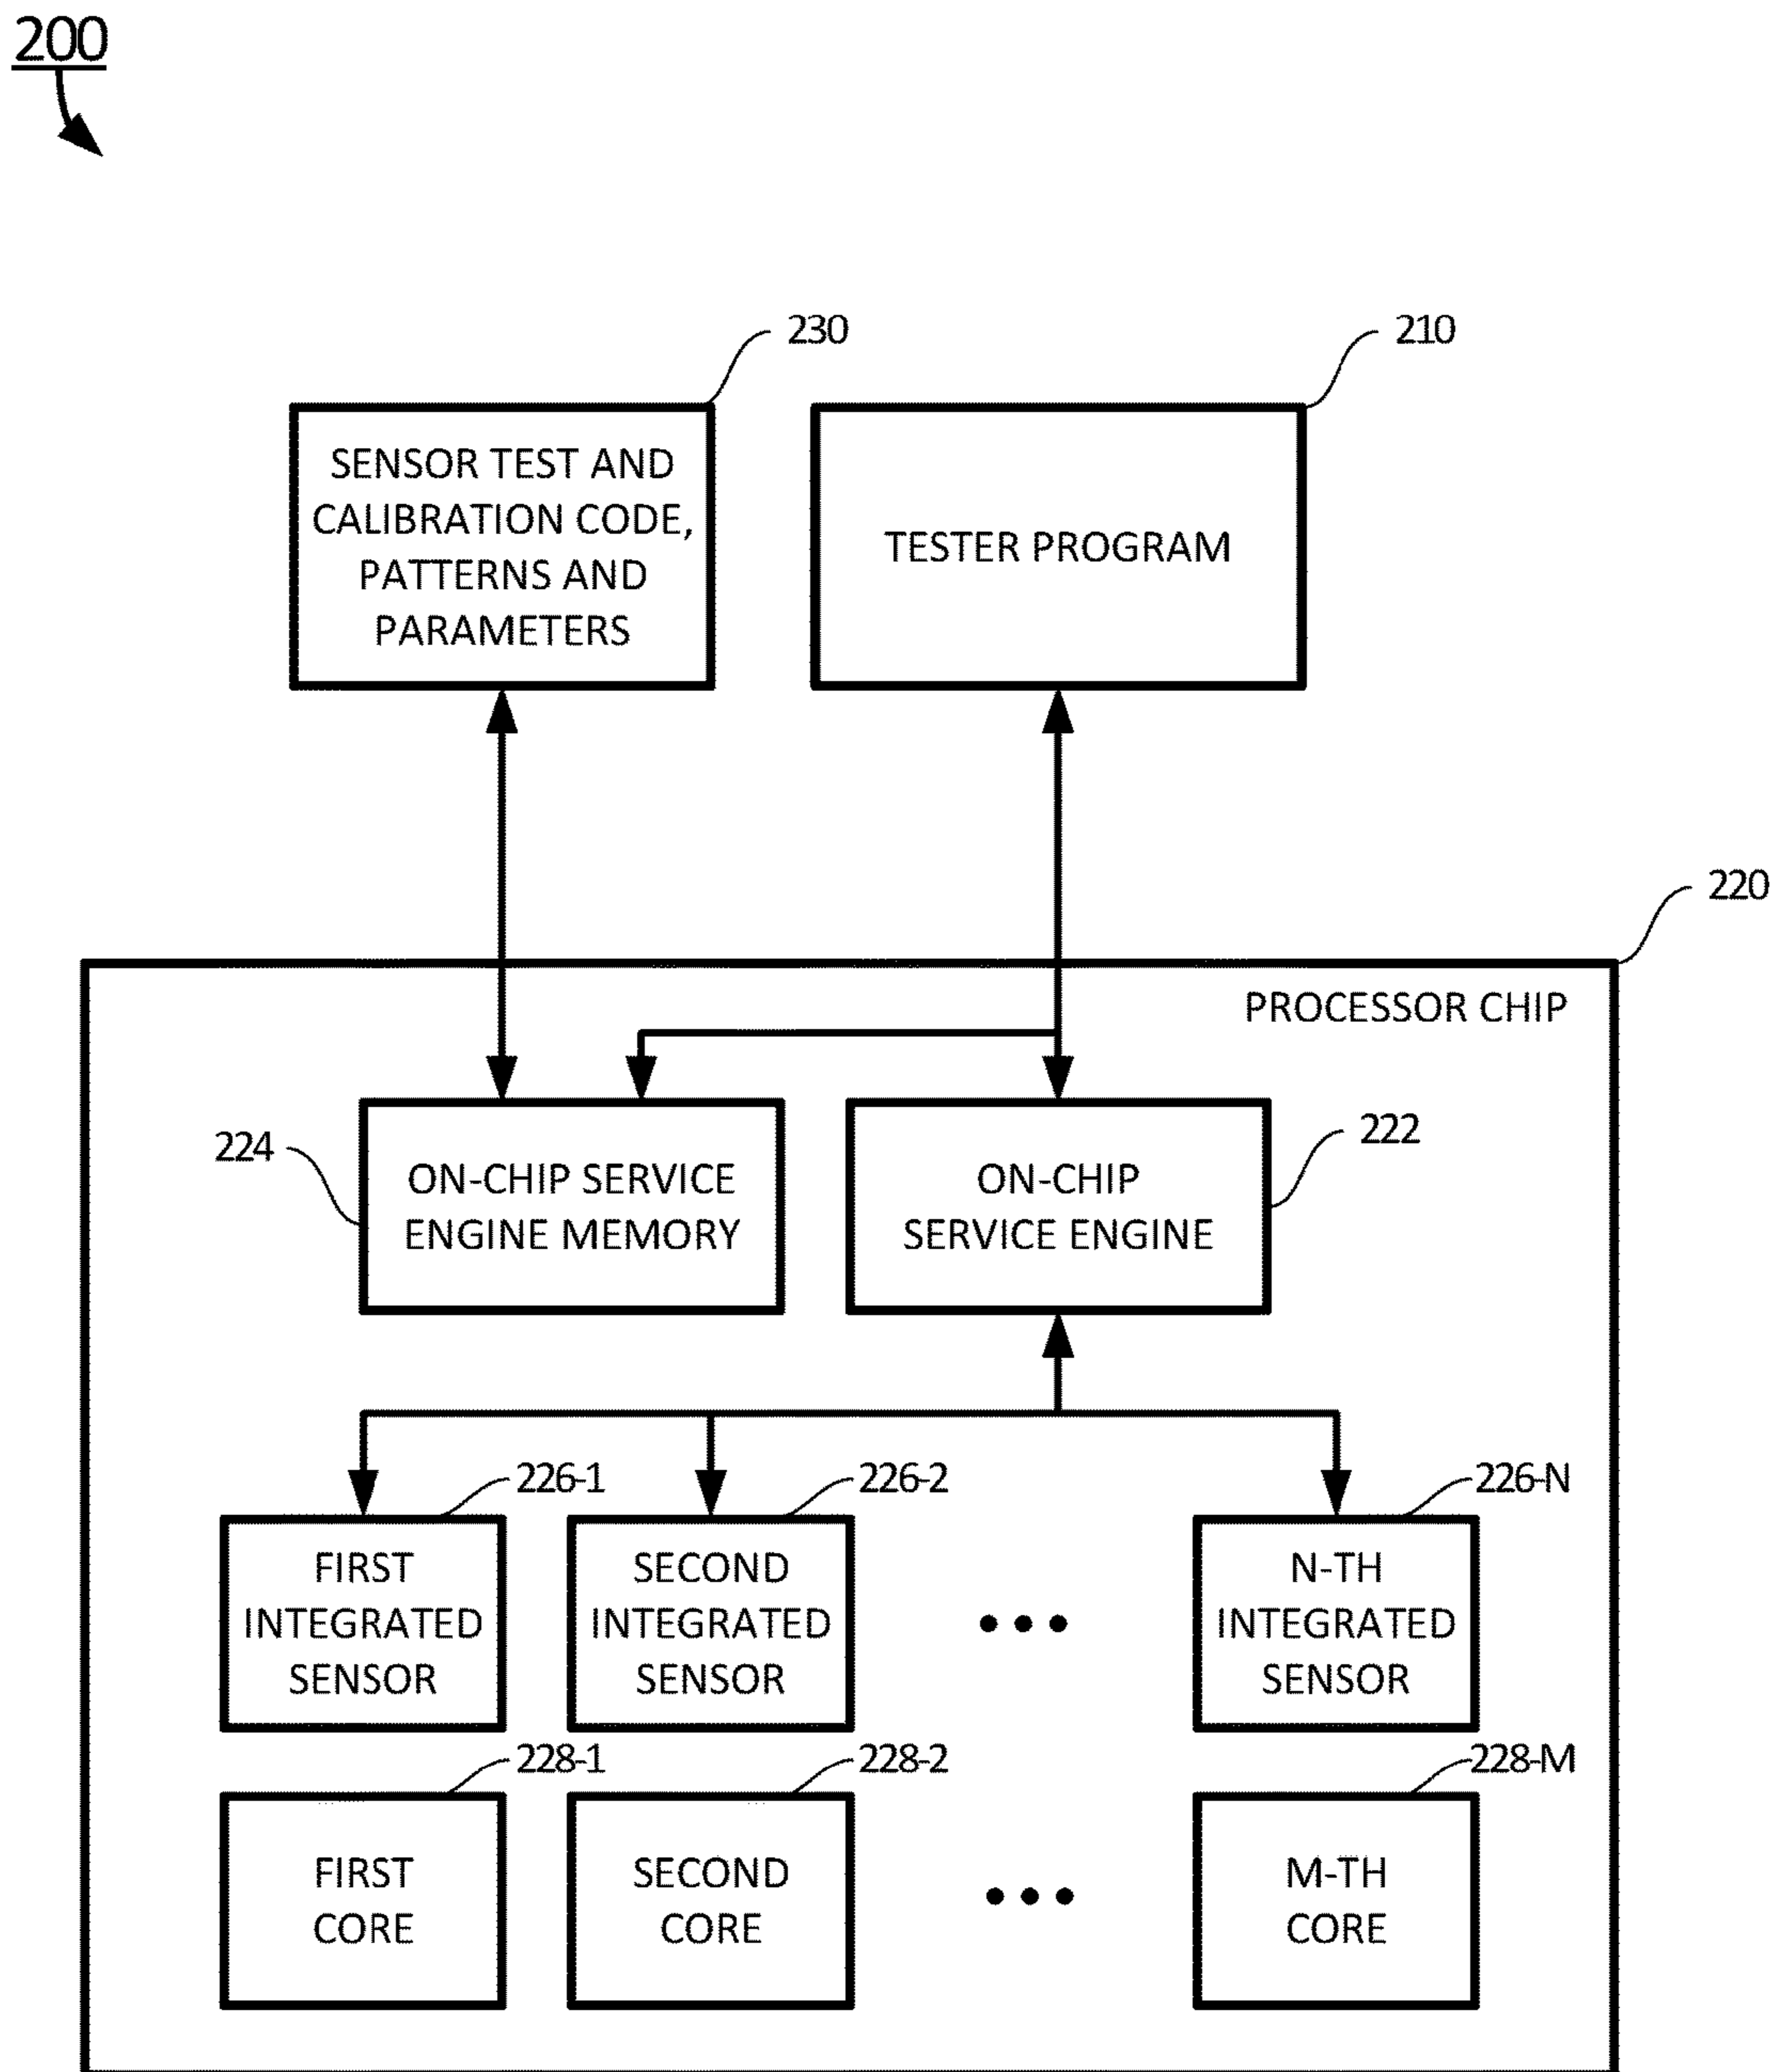 200
230
210
SENSOR TEST AND
CALIBRATION CODE,
PATTERNS AND
PARAMETERS
TESTER PROGRAM
220
PROCESSOR CHIP
224
ON-CHIP SERVICE
ENGINE MEMORY
ON-CHIP
SERVICE ENGINE
222
226-1
226-2
226-N
FIRST
INTEGRATED
SENSOR
SECOND
INTEGRATED
SENSOR
N-TH
INTEGRATED
SENSOR
228-1
228-2
228-M
FIRST
CORE
SECOND
CORE
M-TH
CORE